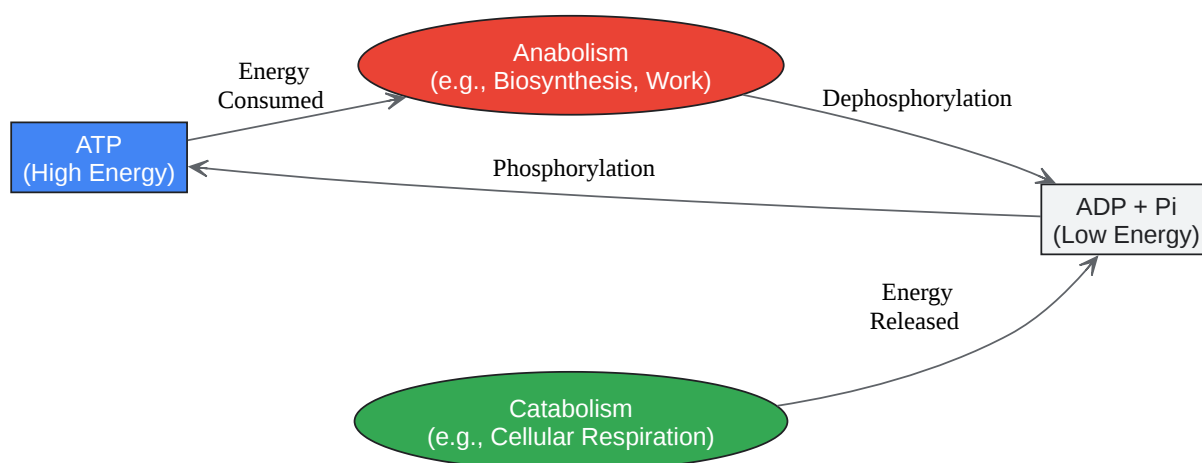 Anabolism
(e.g., Biosynthesis, Work)
Energy
Consumed
Dephosphorylation
ATP
(High Energy)
Phosphorylation
ADP + Pi
(Low Energy)
Energy
Released
Catabolism
(e.g., Cellular Respiration)